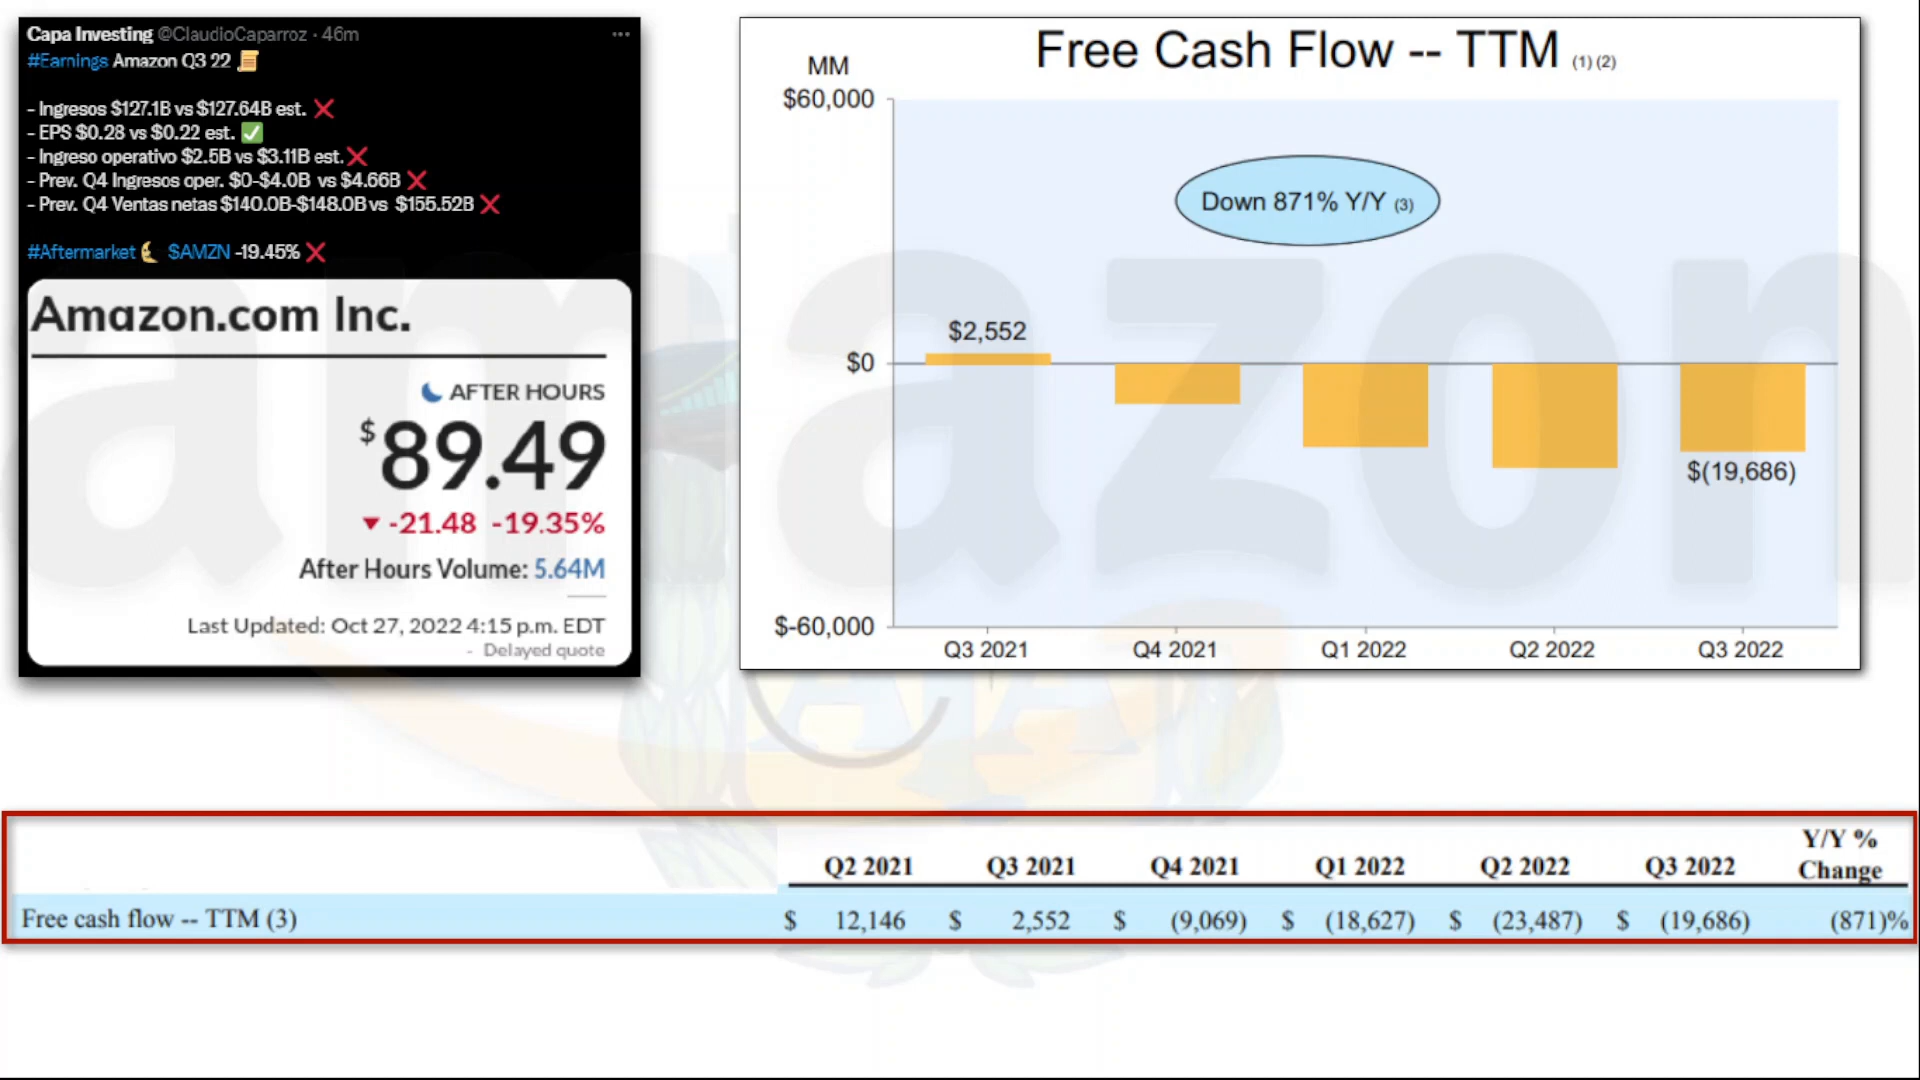 Capa Investing @ClaudioCaparroz · 46m
#Earnings Amazon Q3 22
- Ingresos $127.1B vs $127.64B est.
- EPS $0.28 vs $0.22 est.
- Ingreso operativo $2.5B vs $3.11B est.
- Prev. Q4 Ingresos oper. $0-$4.0B vs $4.66B
- Prev. Q4 Ventas netas $140.0B-$148.0B vs $155.52B
#Aftermarket $AMZN -19.45%
Amazon.com Inc.
AFTER HOURS
$89.49
-21.48 -19.35%
After Hours Volume: 5.64M
Last Updated: Oct 27, 2022 4:15 p.m. EDT
- Delayed quote
Free Cash Flow -- TTM (1) (2)
MM
$60,000
Down 871% Y/Y (3)
$2,552
$0
$(19,686)
$-60,000
Q3 2021 Q4 2021 Q1 2022 Q2 2022 Q3 2022
amazon
Y/Y %
Q2 2021 Q3 2021 Q4 2021 Q1 2022 Q2 2022 Q3 2022 Change
Free cash flow -- TTM (3) $ 12,146 $ 2,552 $ (9,069) $ (18,627) $ (23,487) $ (19,686) (871)%